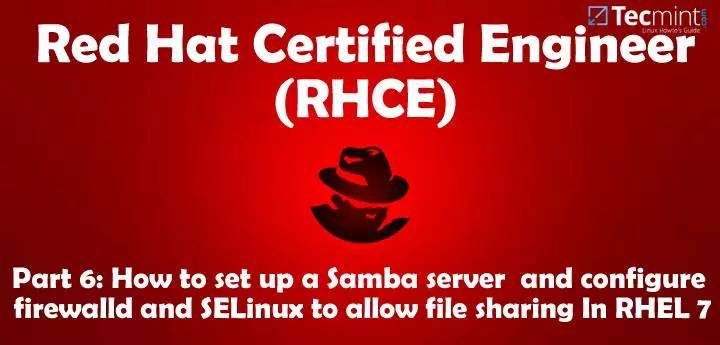 Tecmint.com
Linux Howto's Guide
Red Hat Certified Engineer
(RHCE)
Part 6: How to set up a Samba server and configure
firewalld and SELinux to allow file sharing In RHEL 7